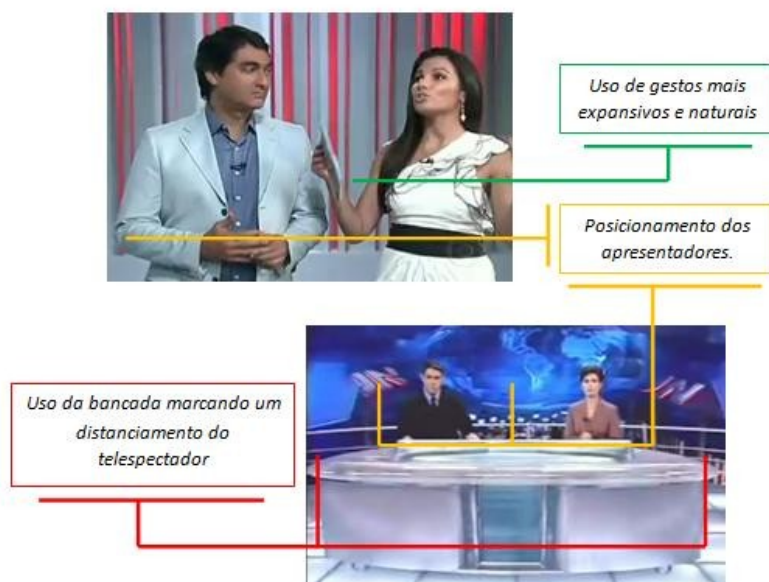 Uso de gestos mais
expansivos e naturais
Posicionamento dos
apresentadores.
Uso da bancada marcando um
distanciamento do
telespectador